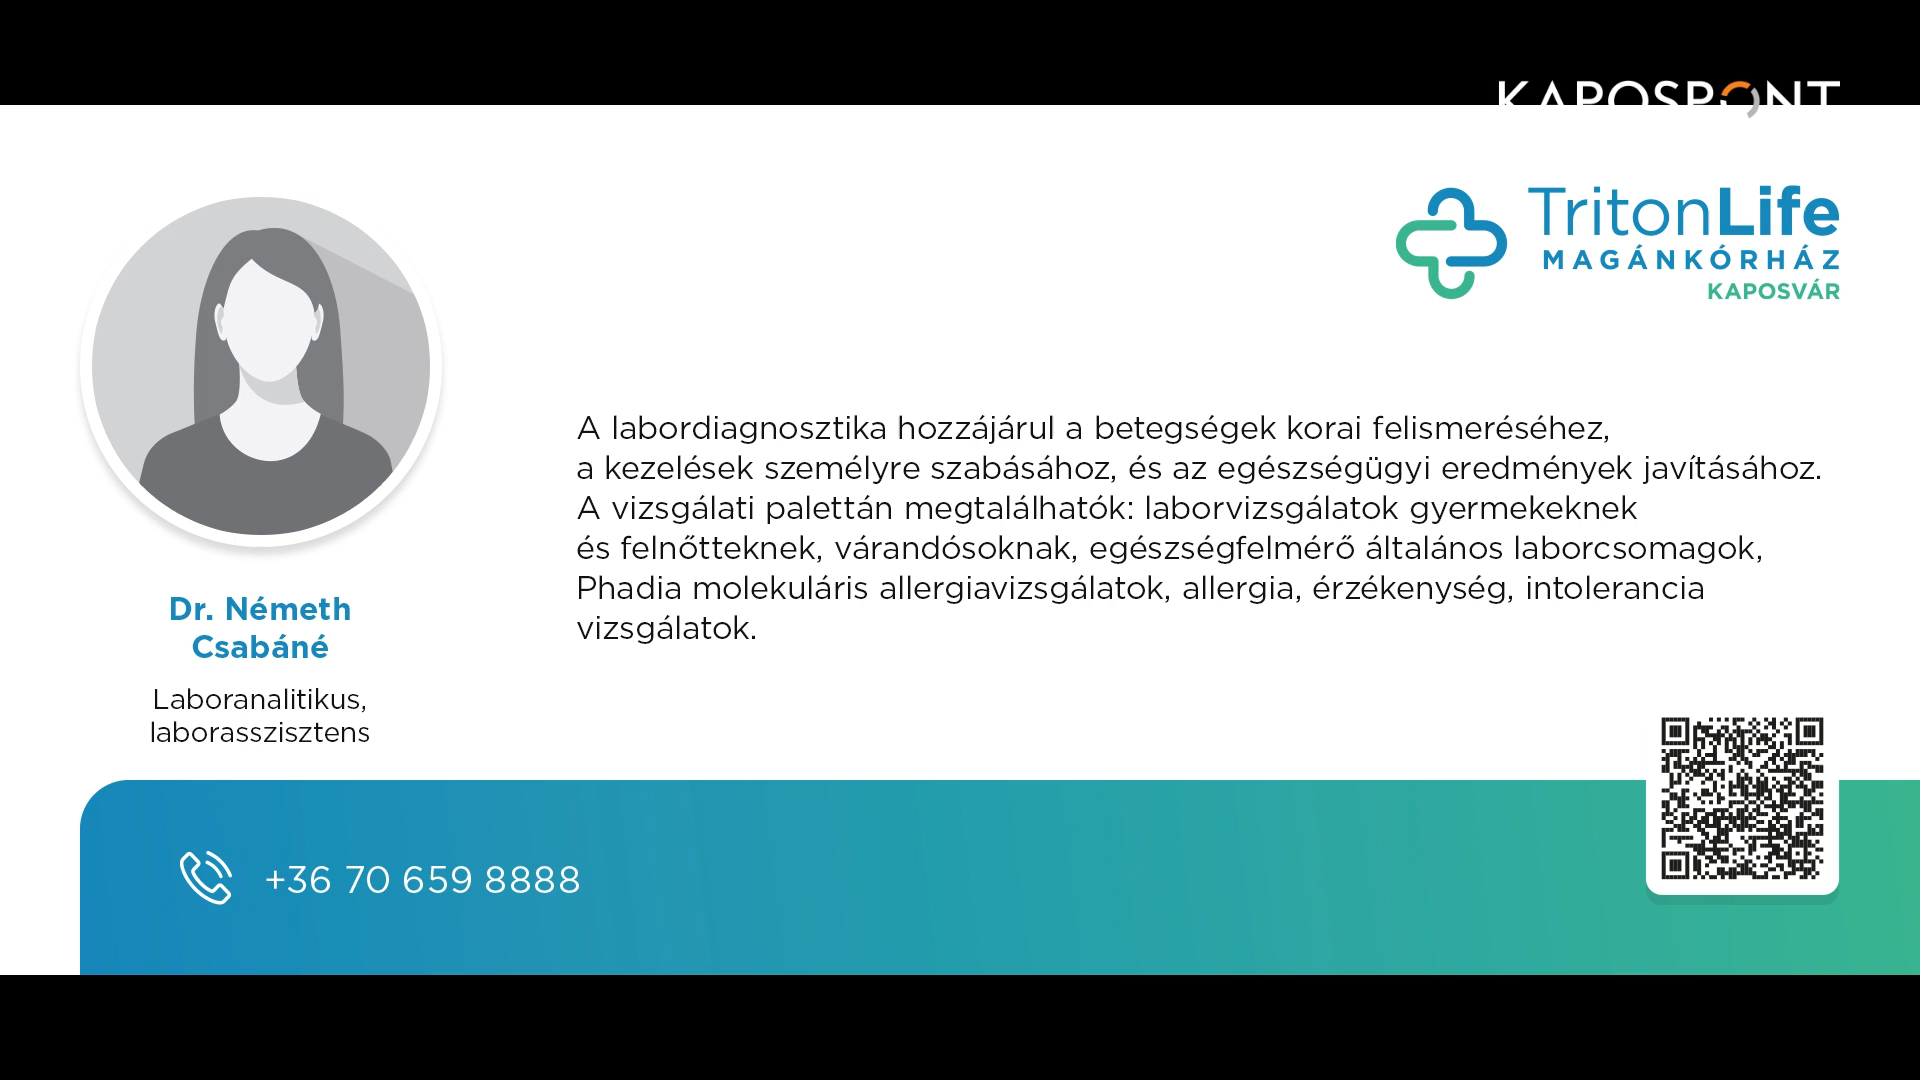 KAPOSPONT
TritonLife
MAGÁNKÓRHÁZ
KAPOSVÁR
A labordiagnosztika hozzájárul a betegségek korai felismeréséhez,
a kezelések személyre szabásához, és az egészségügyi eredmények javításához.
A vizsgálati palettán megtalálhatók: laborvizsgálatok gyermekeknek
és felnőtteknek, várandósoknak, egészségfelmérő általános laborcsomagok,
Phadia molekuláris allergiavizsgálatok, allergia, érzékenység, intolerancia
vizsgálatok.
Dr. Németh
Csabáné
Laboranalitikus,
laborasszisztens
+36 70 659 8888